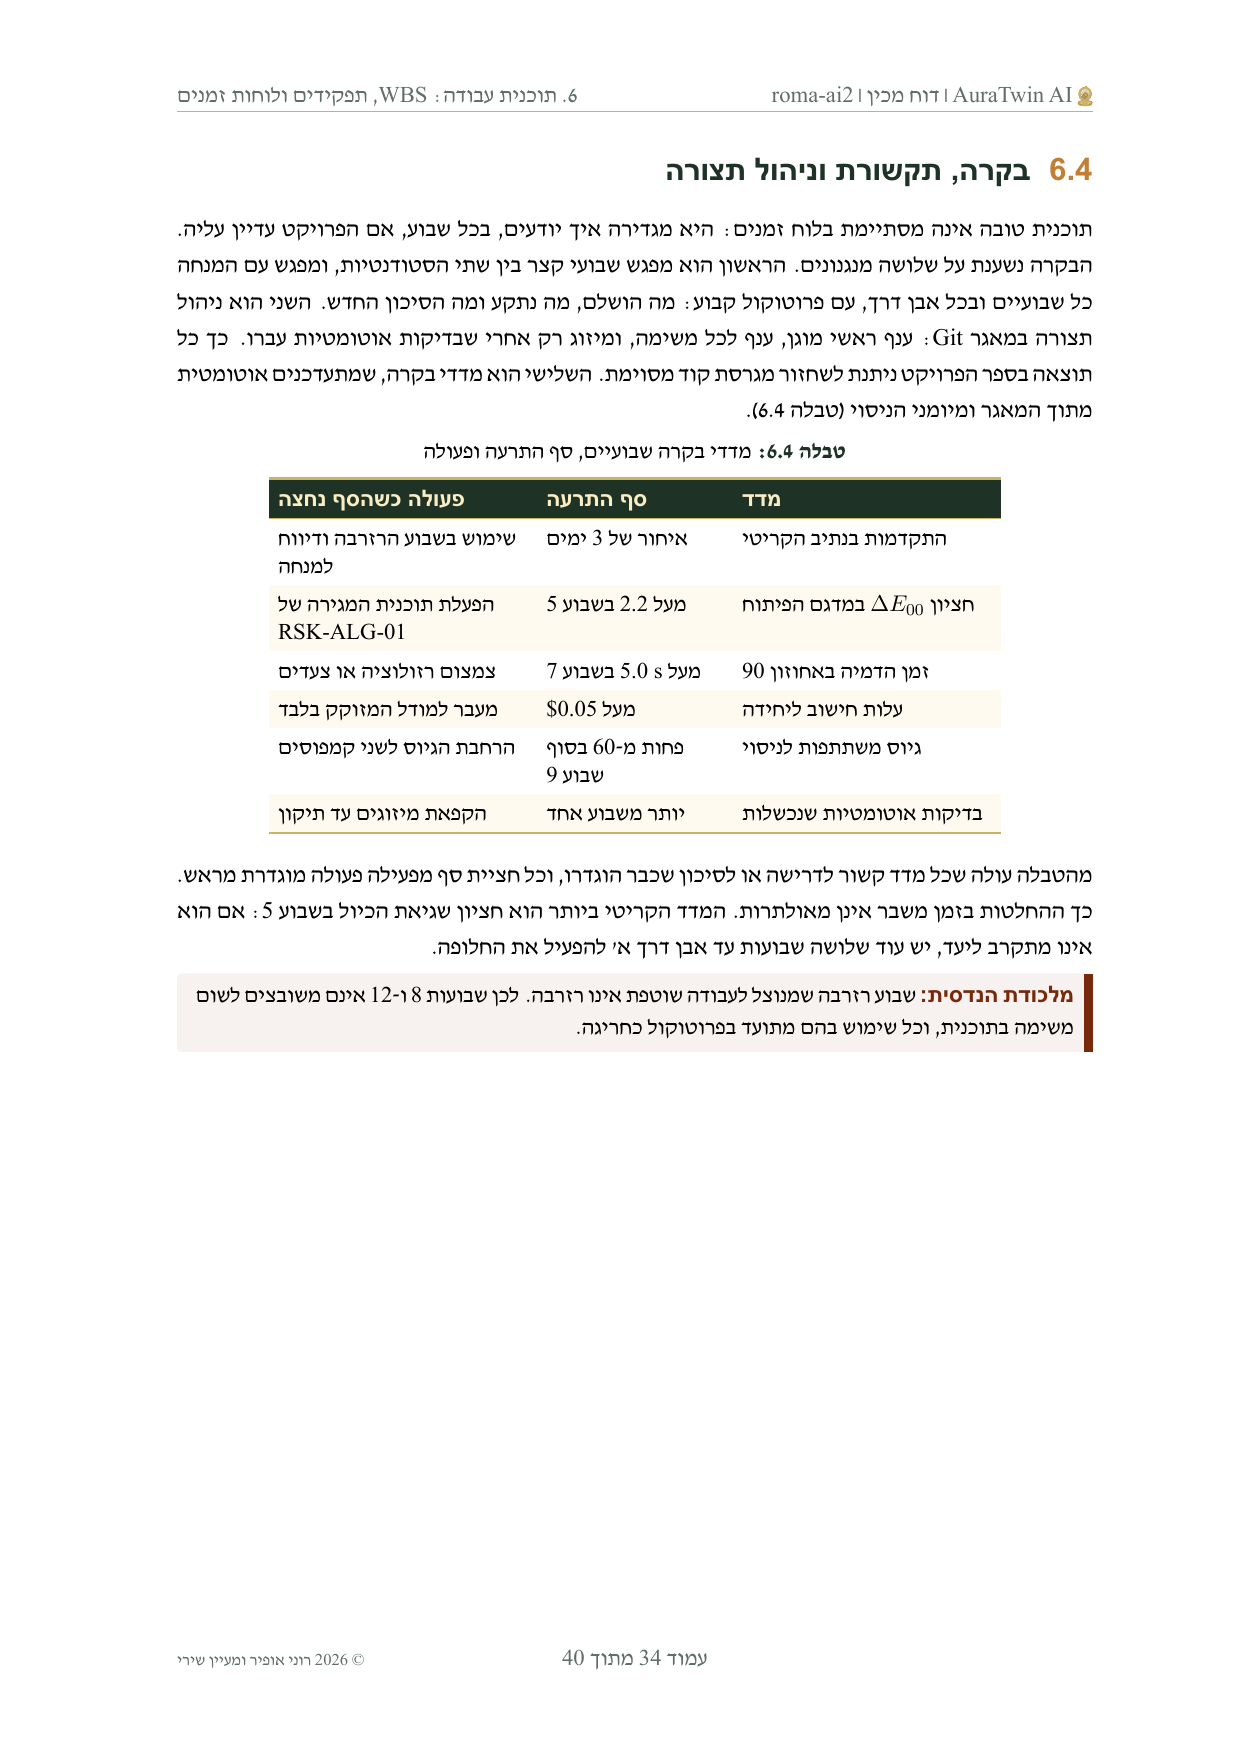 AuraTwin AI | דוח מכין | roma-ai2
6. תוכנית עבודה: WBS, תפקידים ולוחות זמנים
6.4 בקרה, תקשורת וניהול תצורה
תוכנית טובה אינה מסתיימת בלוח זמנים: היא מגדירה איך יודעים, בכל שבוע, אם הפרויקט עדיין עליה.
הבקרה נשענת על שלושה מנגנונים. הראשון הוא מפגש שבועי קצר בין שתי הסטודנטיות, ומפגש עם המנחה
כל שבועיים ובכל אבן דרך, עם פרוטוקול קבוע: מה הושלם, מה נתקע ומה הסיכון החדש. השני הוא ניהול
תצורה במאגר Git: ענף ראשי מוגן, ענף לכל משימה, ומיזוג רק אחרי שבדיקות אוטומטיות עברו. כך כל
תוצאה בספר הפרויקט ניתנת לשחזור מגרסת קוד מסוימת. השלישי הוא מדדי בקרה, שמתעדכנים אוטומטית
מתוך המאגר ומיומני הניסוי (טבלה 6.4).
טבלה 6.4: מדדי בקרה שבועיים, סף התרעה ופעולה
מדד סף התרעה פעולה כשהסף נחצה
התקדמות בנתיב הקריטי איחור של 3 ימים שימוש בשבוע הרזרבה ודיווח
למנחה
חציון ΔE₀₀ במדגם הפיתוח מעל 2.2 בשבוע 5 הפעלת תוכנית המגירה של
RSK-ALG-01
זמן הדמיה באחוזון 90 מעל 5.0 s בשבוע 7 צמצום רזולוציה או צעדים
עלות חישוב ליחידה מעל $0.05 מעבר למודל המזוקק בלבד
גיוס משתתפות לניסוי פחות מ-60 בסוף הרחבת הגיוס לשני קמפוסים
שבוע 9
בדיקות אוטומטיות שנכשלות יותר משבוע אחד הקפאת מיזוגים עד תיקון
מהטבלה עולה שכל מדד קשור לדרישה או לסיכון שכבר הוגדרו, וכל חציית סף מפעילה פעולה מוגדרת מראש.
כך ההחלטות בזמן משבר אינן מאולתרות. המדד הקריטי ביותר הוא חציון שגיאת הכיול בשבוע 5: אם הוא
אינו מתקרב ליעד, יש עוד שלושה שבועות עד אבן דרך א׳ להפעיל את החלופה.
מלכודת הנדסית: שבוע רזרבה שמנוצל לעבודה שוטפת אינו רזרבה. לכן שבועות 8 ו-12 אינם משובצים לשום
משימה בתוכנית, וכל שימוש בהם מתועד בפרוטוקול כחריגה.
עמוד 34 מתוך 40
© 2026 רוני אופיר ומעיין שירי